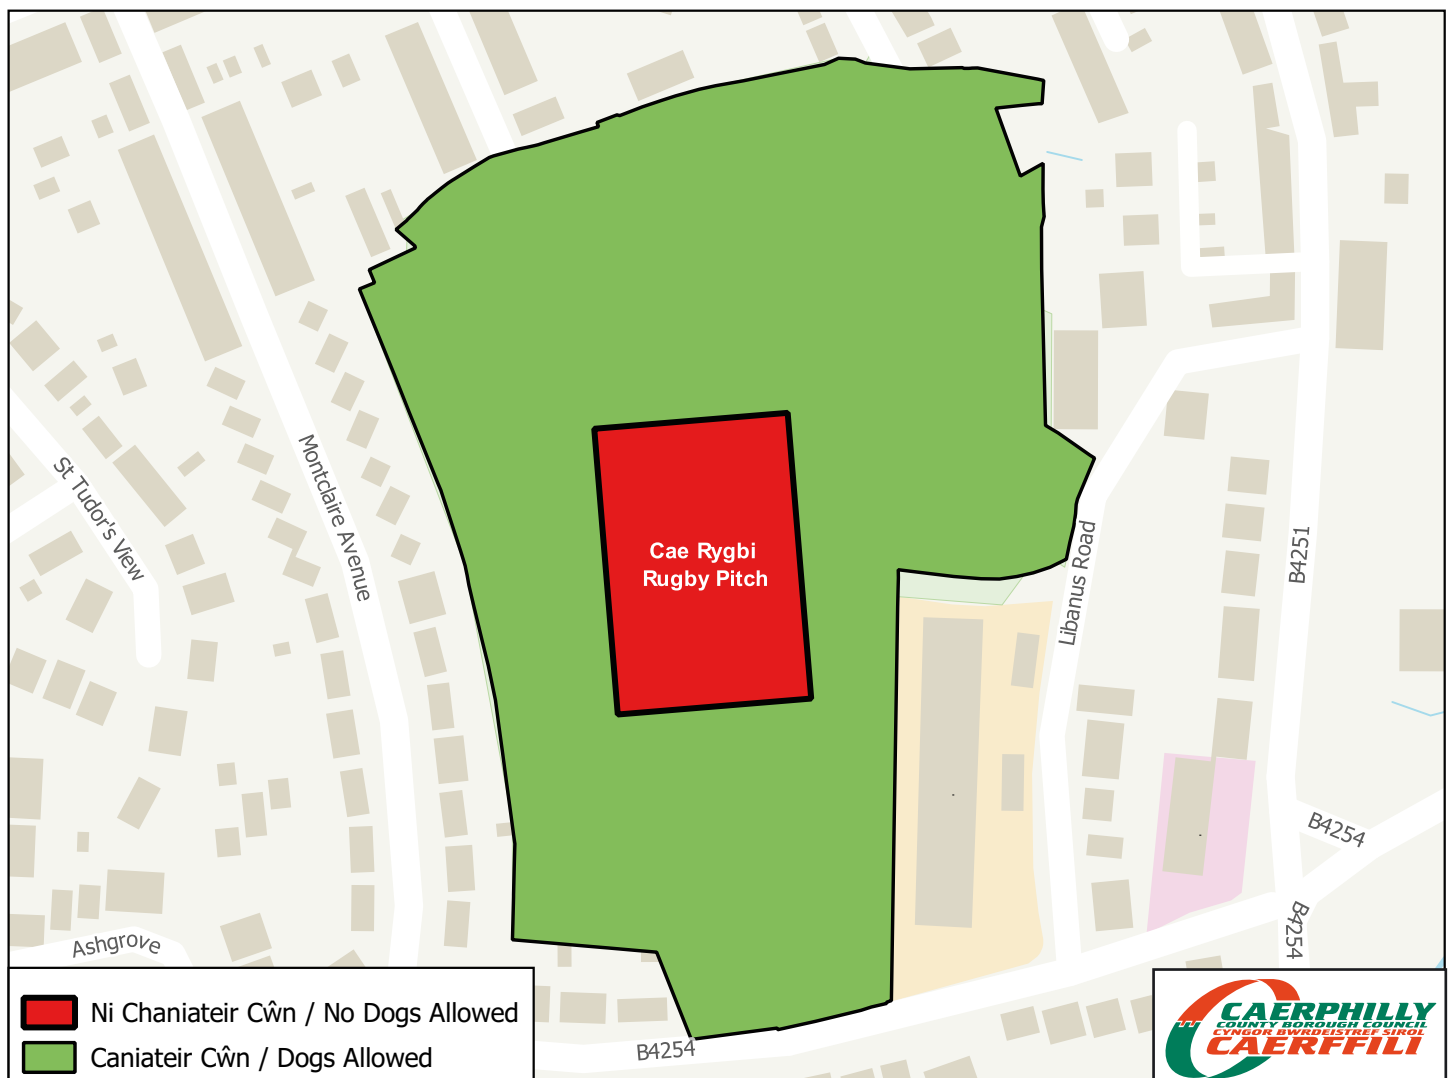 St Tudor's View
Montclaire Avenue
Cae Rygbi
Rugby Pitch
Libanus Road
B4251
B4254
B4254
Ashgrove
B4254
Ni Chaniateir Cŵn / No Dogs Allowed
Caniateir Cŵn / Dogs Allowed
CAERPHILLY
COUNTY BOROUGH COUNCIL
CYNGOR BWRDEISTREF SIROL
CAERFFILI